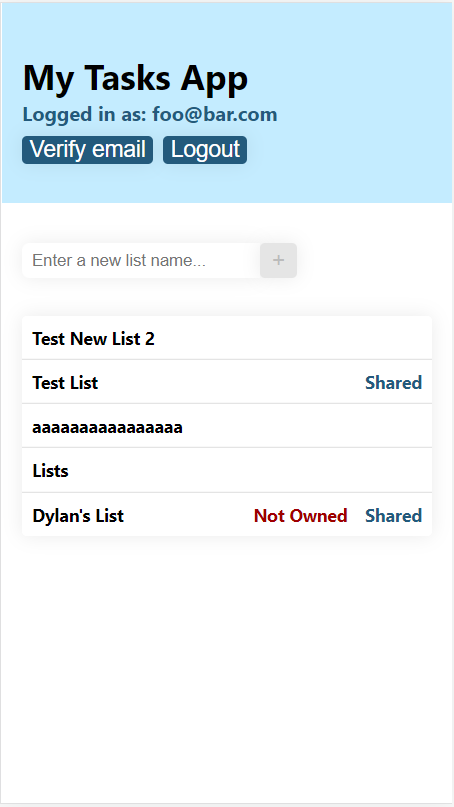 My Tasks App
Logged in as: foo@bar.com
Verify email Logout
Enter a new list name... +
Test New List 2
Test List Shared
aaaaaaaaaaaaaaaa
Lists
Dylan's List Not Owned Shared